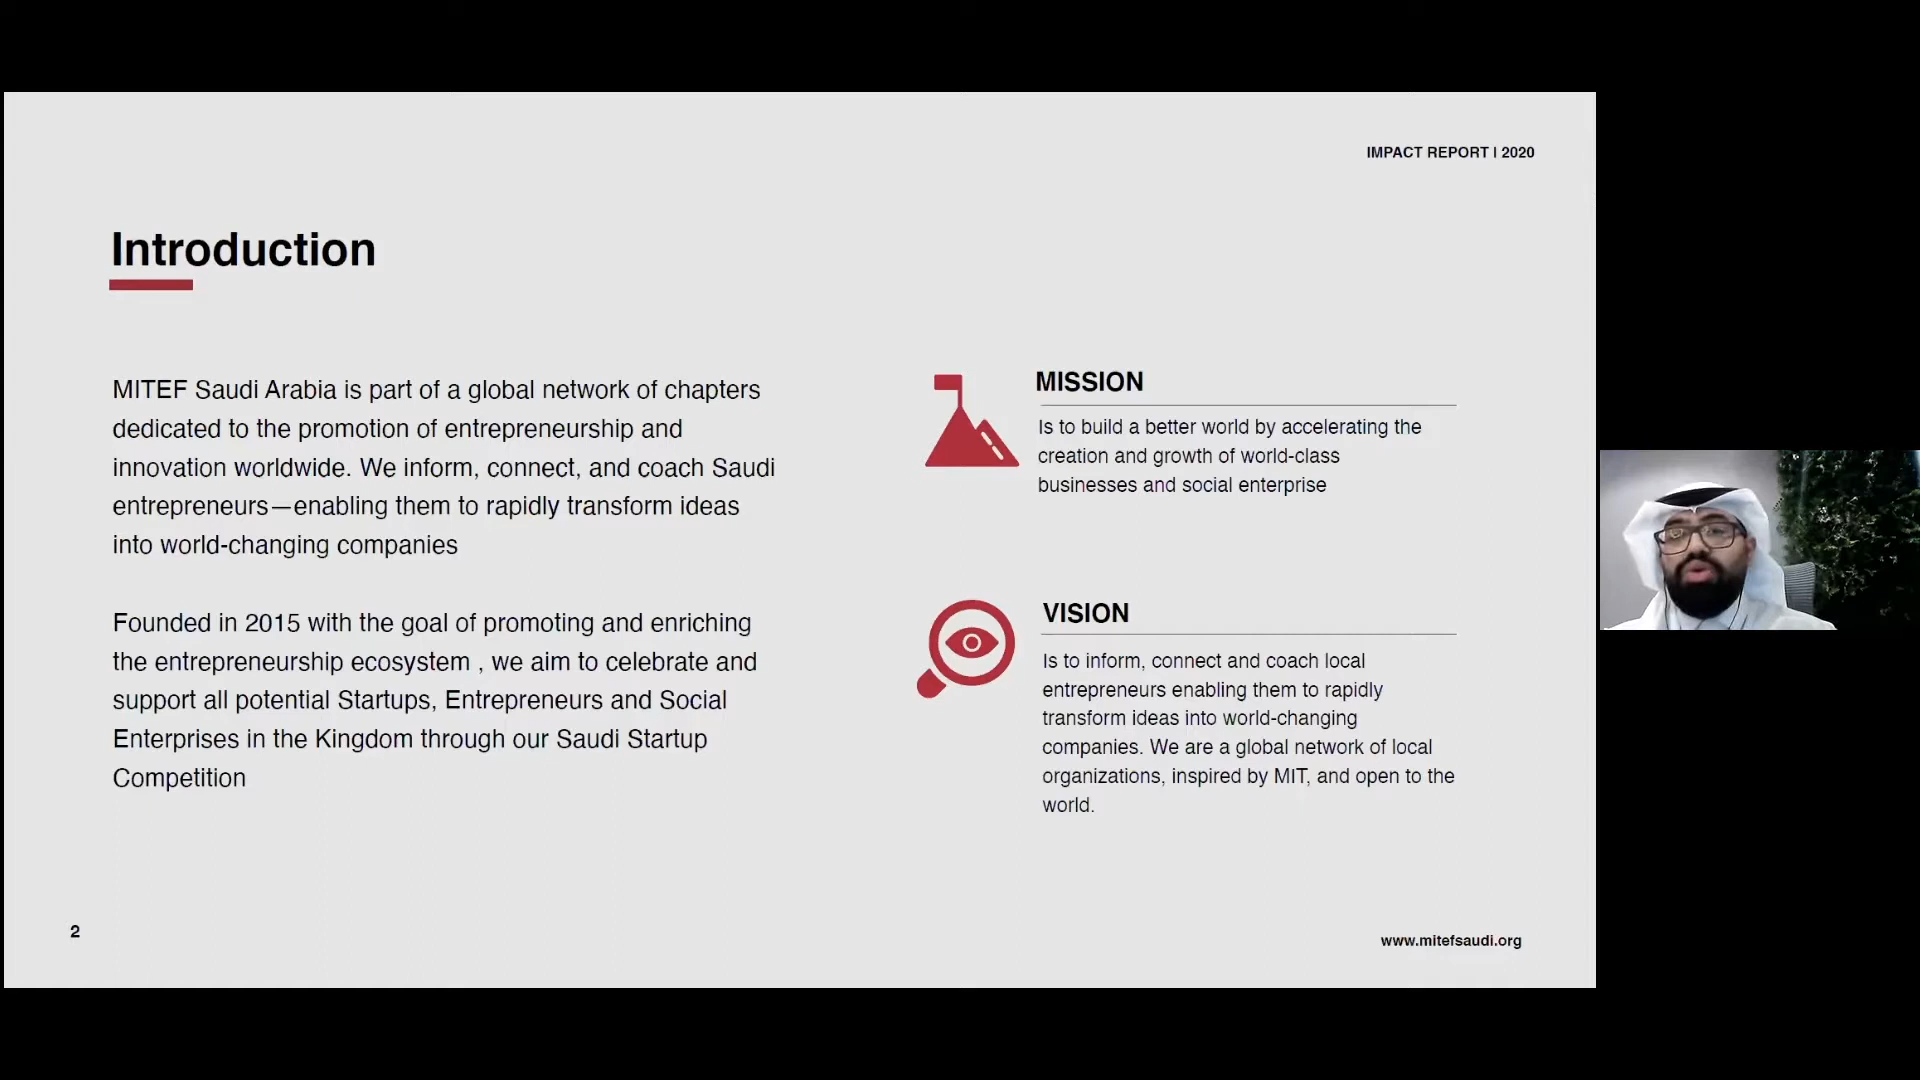 IMPACT REPORT I 2020
Introduction
MITEF Saudi Arabia is part of a global network of chapters
dedicated to the promotion of entrepreneurship and
innovation worldwide. We inform, connect, and coach Saudi
entrepreneurs—enabling them to rapidly transform ideas
into world-changing companies
Founded in 2015 with the goal of promoting and enriching
the entrepreneurship ecosystem , we aim to celebrate and
support all potential Startups, Entrepreneurs and Social
Enterprises in the Kingdom through our Saudi Startup
Competition
MISSION
Is to build a better world by accelerating the
creation and growth of world-class
businesses and social enterprise
VISION
Is to inform, connect and coach local
entrepreneurs enabling them to rapidly
transform ideas into world-changing
companies. We are a global network of local
organizations, inspired by MIT, and open to the
world.
2
www.mitefsaudi.org